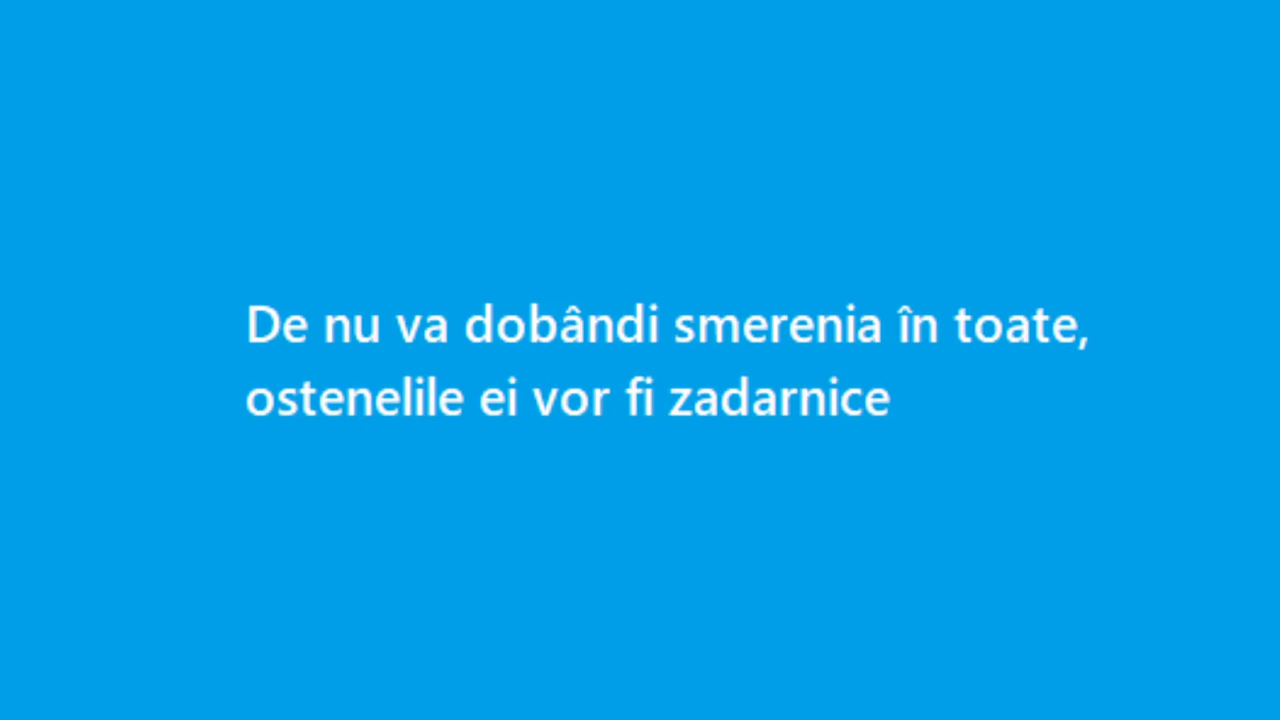 De nu va dobândi smerenia în toate,
ostenelile ei vor fi zadarnice